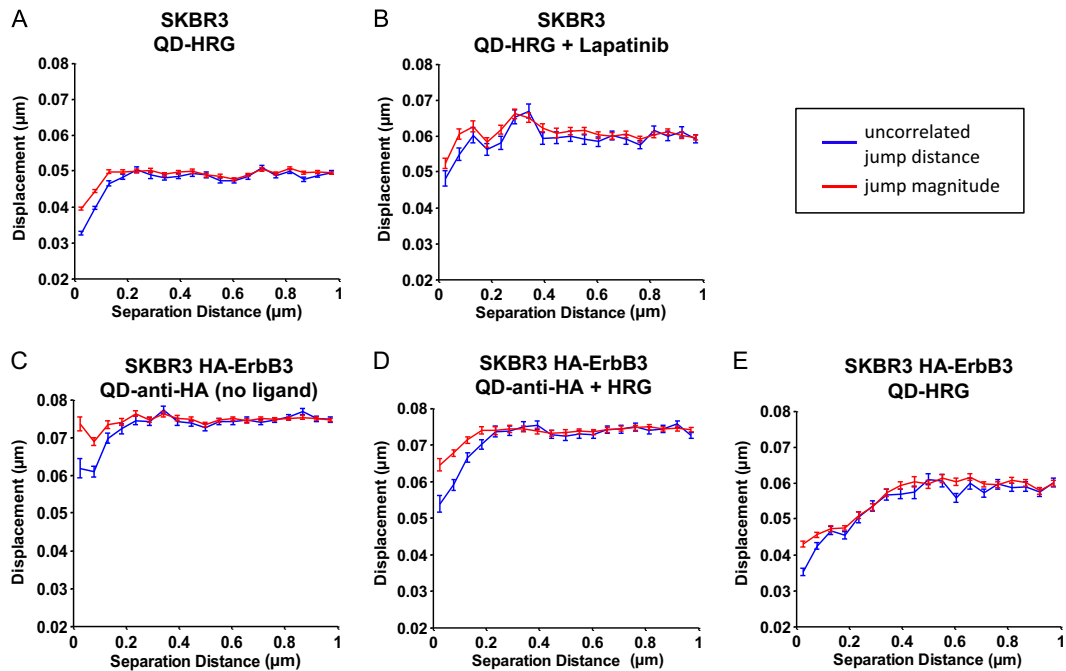 A
SKBR3
QD-HRG
Displacement (µm)
0.08
0.07
0.06
0.05
0.04
0.03
0.02
0
0.2
0.4
0.6
0.8
1
Separation Distance (µm)
B
SKBR3
QD-HRG + Lapatinib
Displacement (µm)
0.08
0.07
0.06
0.05
0.04
0.03
0.02
0
0.2
0.4
0.6
0.8
1
Separation Distance (µm)
uncorrelated
jump distance
jump magnitude
C
SKBR3 HA-ErbB3
QD-anti-HA (no ligand)
Displacement (µm)
0.08
0.07
0.06
0.05
0.04
0.03
0.02
0
0.2
0.4
0.6
0.8
1
Separation Distance (µm)
D
SKBR3 HA-ErbB3
QD-anti-HA + HRG
Displacement (µm)
0.08
0.07
0.06
0.05
0.04
0.03
0.02
0
0.2
0.4
0.6
0.8
1
Separation Distance (µm)
E
SKBR3 HA-ErbB3
QD-HRG
Displacement (µm)
0.08
0.07
0.06
0.05
0.04
0.03
0.02
0
0.2
0.4
0.6
0.8
1
Separation Distance (µm)